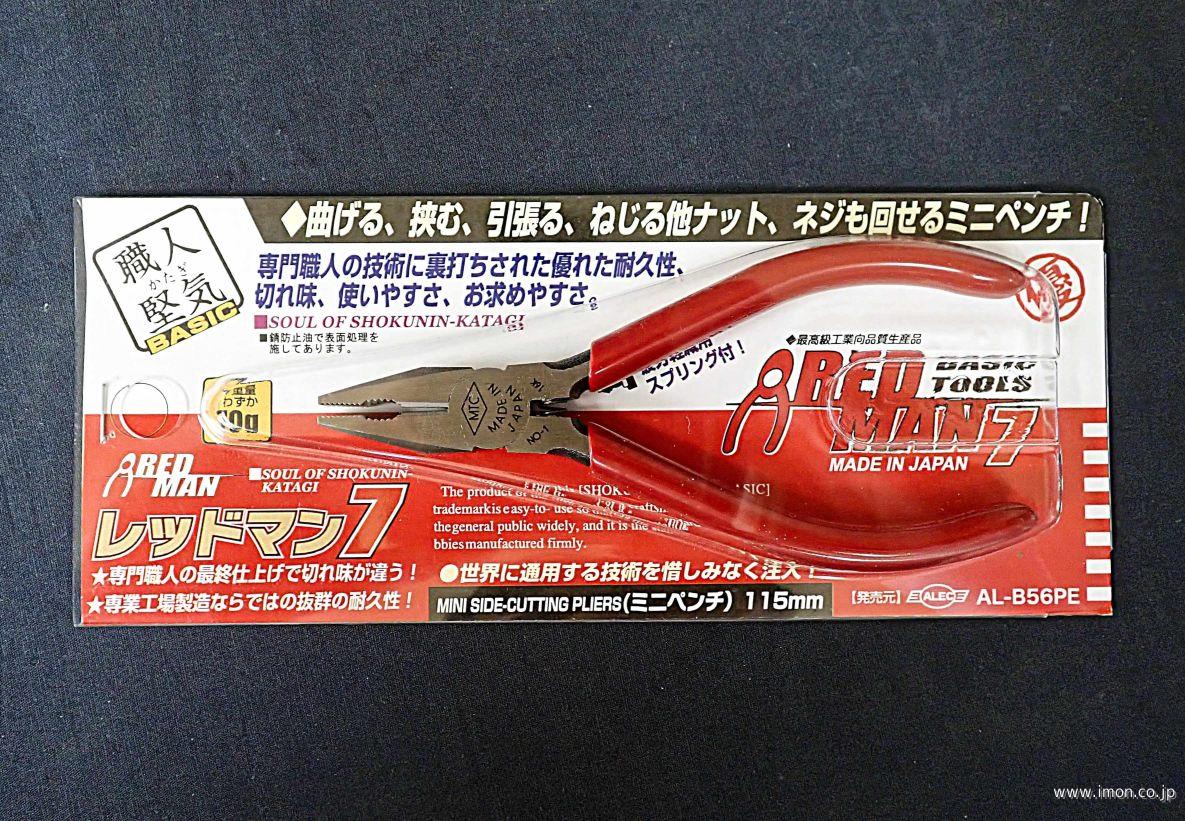 ◆曲げる、挟む、引張る、ねじる他ナット、ネジも回せるミニペンチ！
職人
かたぎ
堅気
BASIC
専門職人の技術に裏打ちされた優れた耐久性、
切れ味、使いやすさ、お求めやすさ。
■SOUL OF SHOKUNIN-KATAGI
■錆防止油で表面処理を
施してあります。
重量
わずか
スプリング付！
◆最高級工業向品質生産品
RED
MAN 7
BASIC
TOOLS
MADE IN JAPAN
MTC
MADE IN
JAPAN
NO-1
RED
MAN
■SOUL OF SHOKUNIN
KATAGI
レッドマン7
The product
trademark is easy-to- use so
the general public widely, and it is the
bbies manufactured firmly.
★専門職人の最終仕上げで切れ味が違う！
★専業工場製造ならではの抜群の耐久性！
●世界に通用する技術を惜しみなく注入！
MINI SIDE-CUTTING PLIERS(ミニペンチ) 115mm
【発売元】 ALEC AL-B56PE
www.imon.co.jp